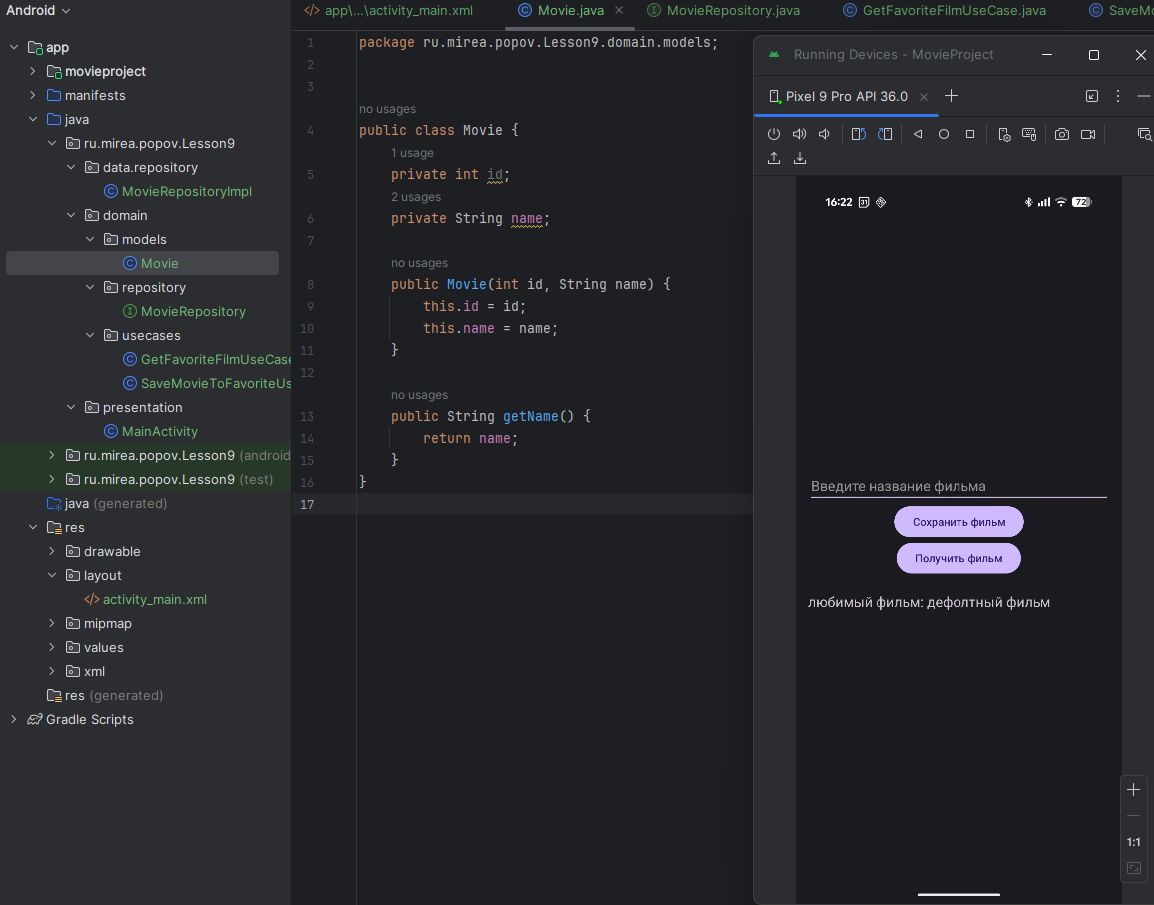 Android
app
movieproject
manifests
java
ru.mirea.popov.Lesson9
data.repository
MovieRepositoryImpl
domain
models
Movie
repository
MovieRepository
usecases
GetFavoriteFilmUseCase
SaveMovieToFavoriteUs
presentation
MainActivity
ru.mirea.popov.Lesson9 (android
ru.mirea.popov.Lesson9 (test)
java (generated)
res
drawable
layout
activity_main.xml
mipmap
values
xml
res (generated)
Gradle Scripts
app\...\activity_main.xml
Movie.java
MovieRepository.java
GetFavoriteFilmUseCase.java
SaveMo
1 package ru.mirea.popov.Lesson9.domain.models;
2
3
no usages
4 public class Movie {
1 usage
5 private int id;
2 usages
6 private String name;
7
no usages
8 public Movie(int id, String name) {
9 this.id = id;
10 this.name = name;
11 }
12
no usages
13 public String getName() {
14 return name;
15 }
16 }
17
Running Devices - MovieProject
Pixel 9 Pro API 36.0
16:22 31
72
Введите название фильма
Сохранить фильм
Получить фильм
любимый фильм: дефолтный фильм
1:1